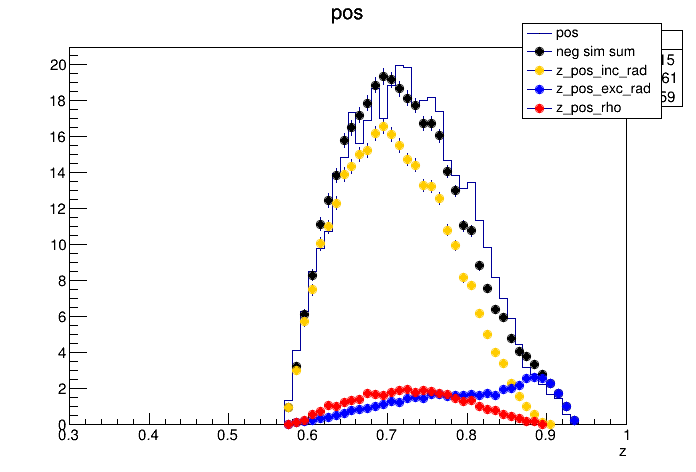 pos
pos
neg sim sum
z_pos_inc_rad
z_pos_exc_rad
z_pos_rho
15
61
59
20
18
16
14
12
10
8
6
4
2
0
0.3 0.4 0.5 0.6 0.7 0.8 0.9 1
z